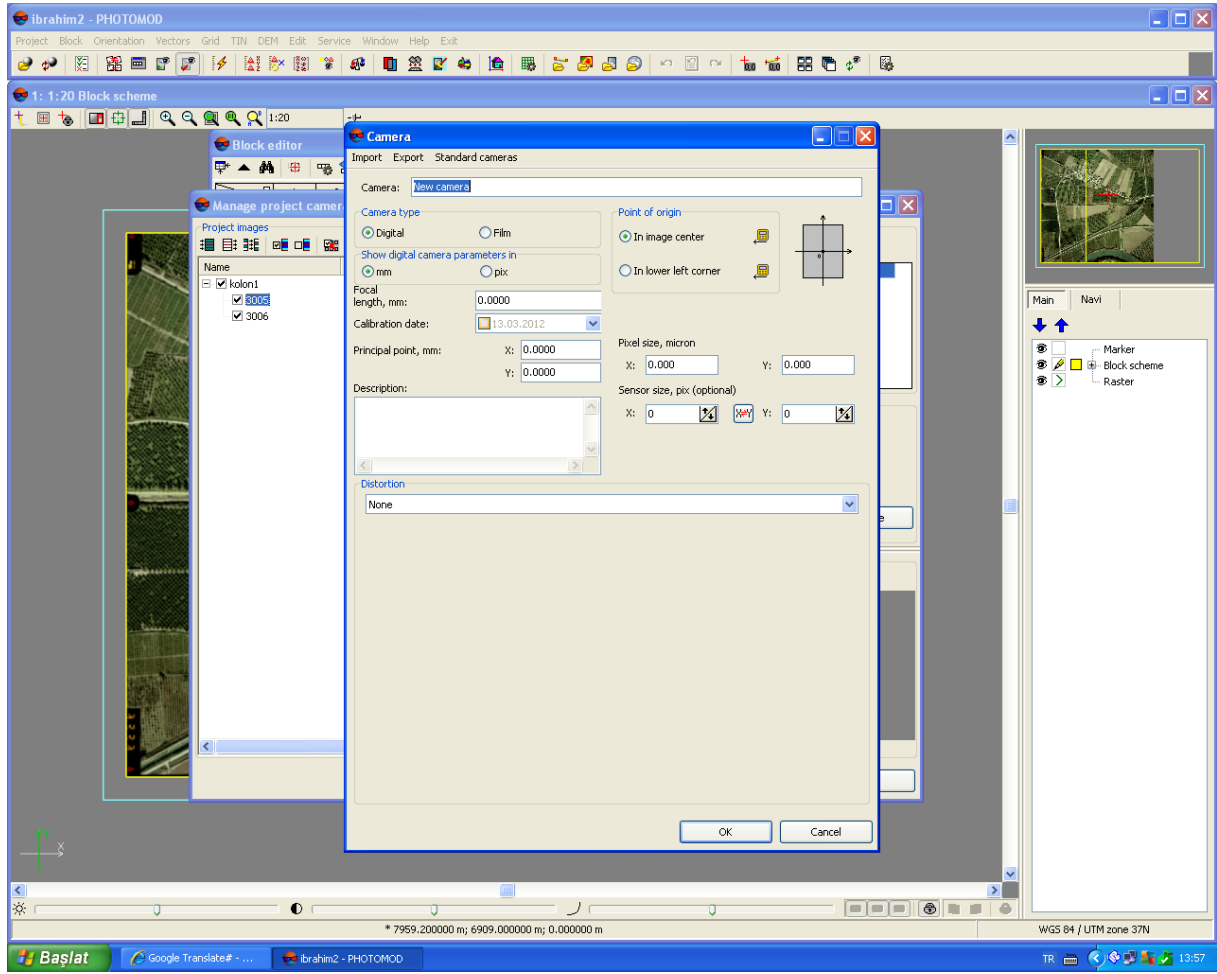 ibrahim2 - PHOTOMOD
Project Block Orientation Vectors Grid TIN DEM Edit Service Window Help Exit
1: 1:20 Block scheme
1:20
Block editor
Camera
Import Export Standard cameras
Camera: New camera
Manage project camer
Project images
Name
kolon1
3005
3006
Camera type
Digital Film
Show digital camera parameters in
mm pix
Focal
length, mm: 0.0000
Calibration date: 13.03.2012
Principal point, mm: X: 0.0000
Y: 0.0000
Description:
Point of origin
In image center
In lower left corner
Pixel size, micron
X: 0.000 Y: 0.000
Sensor size, pix (optional)
X: 0 X⇌Y Y: 0
Distortion
None
OK Cancel
Main Navi
Marker
Block scheme
Raster
* 7959.200000 m; 6909.000000 m; 0.000000 m
WGS 84 / UTM zone 37N
Başlat
Google Translate# - ...
ibrahim2 - PHOTOMOD
TR
13:57